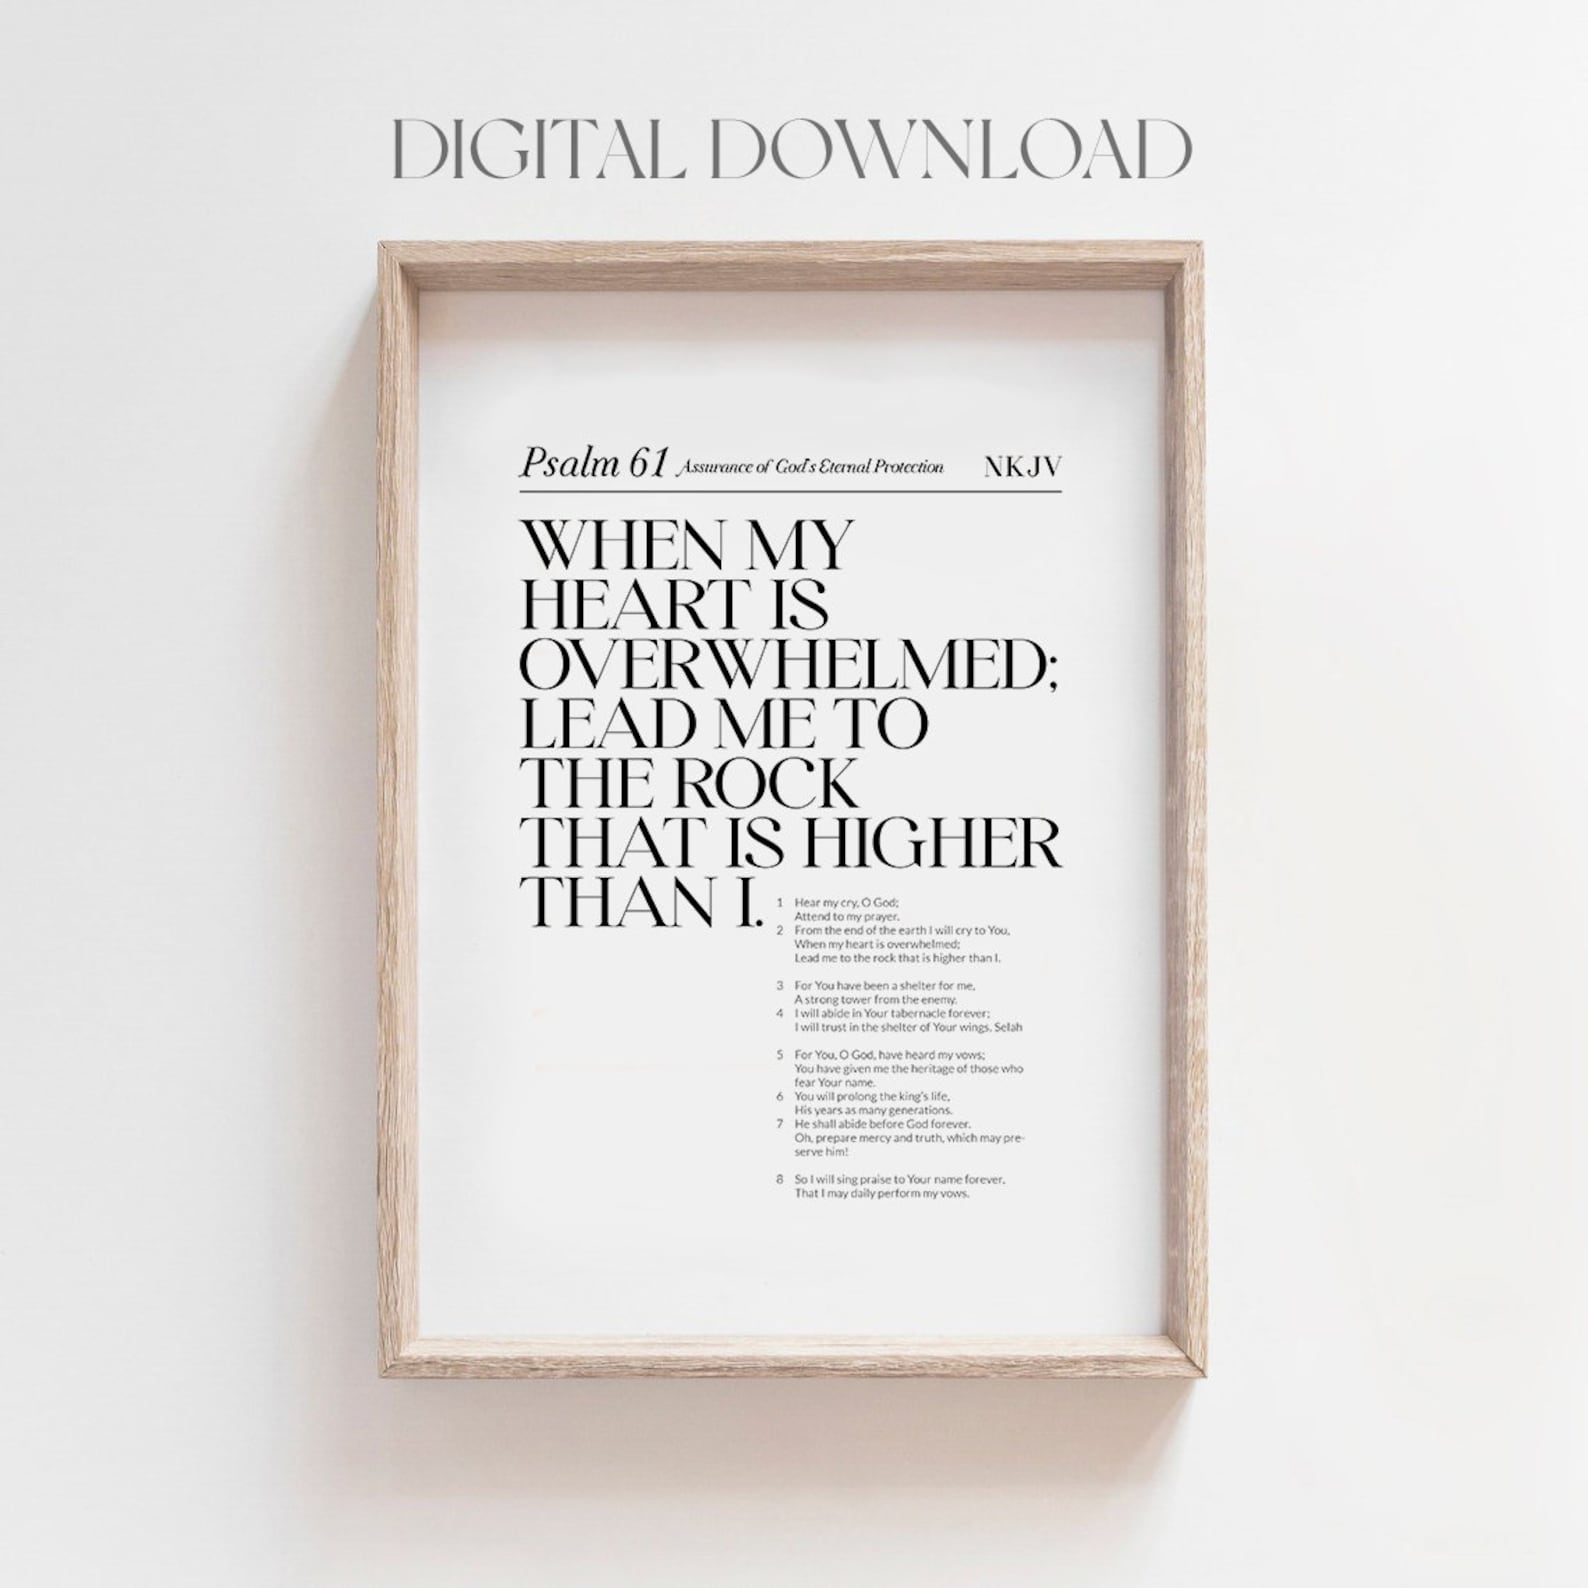 DIGITAL DOWNLOAD
Psalm 61 Assurance of God's Eternal Protection NKJV
WHEN MY
HEART IS
OVERWHELMED;
LEAD ME TO
THE ROCK
THAT IS HIGHER
THAN I.
1 Hear my cry, O God;
Attend to my prayer.
2 From the end of the earth I will cry to You,
When my heart is overwhelmed;
Lead me to the rock that is higher than I.
3 For You have been a shelter for me,
A strong tower from the enemy.
4 I will abide in Your tabernacle forever;
I will trust in the shelter of Your wings. Selah
5 For You, O God, have heard my vows;
You have given me the heritage of those who
fear Your name.
6 You will prolong the king's life,
His years as many generations.
7 He shall abide before God forever.
Oh, prepare mercy and truth, which may pre-
serve him!
8 So I will sing praise to Your name forever,
That I may daily perform my vows.